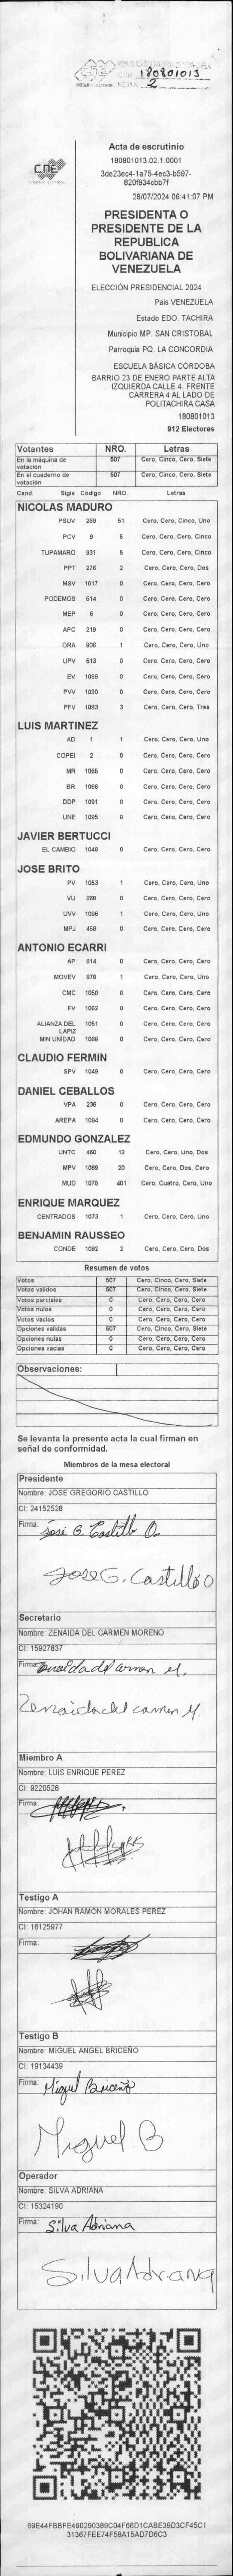 CNE
180801013
2
CNE
Acta de escrutinio
180801013.02.1.0001
3de23ec4-1a75-4ec3-b597-
820f934cbb7f
28/07/2024 06:41:07 PM
PRESIDENTA O
PRESIDENTE DE LA
REPUBLICA
BOLIVARIANA DE
VENEZUELA
ELECCIÓN PRESIDENCIAL 2024
País VENEZUELA
Estado EDO. TACHIRA
Municipio MP. SAN CRISTOBAL
Parroquia PQ. LA CONCORDIA
ESCUELA BÁSICA CÓRDOBA
BARRIO 23 DE ENERO PARTE ALTA
IZQUIERDA CALLE 4. FRENTE
CARRERA 4 AL LADO DE
POLITACHIRA CASA
180801013
912 Electores
Votantes NRO. Letras
En la máquina de votación 507 Cero, Cinco, Cero, Siete
En el cuaderno de votación 507 Cero, Cinco, Cero, Siete
Cand. Sigla Código NRO. Letras
NICOLAS MADURO
PSUV 269 51 Cero, Cero, Cinco, Uno
PCV 9 5 Cero, Cero, Cero, Cinco
TUPAMARO 931 5 Cero, Cero, Cero, Cinco
PPT 276 2 Cero, Cero, Cero, Dos
MSV 1017 0 Cero, Cero, Cero, Cero
PODEMOS 514 0 Cero, Cero, Cero, Cero
MEP 5 0 Cero, Cero, Cero, Cero
APC 219 0 Cero, Cero, Cero, Cero
ORA 906 1 Cero, Cero, Cero, Uno
UPV 513 0 Cero, Cero, Cero, Cero
EV 1089 0 Cero, Cero, Cero, Cero
PVV 1090 0 Cero, Cero, Cero, Cero
PFV 1093 3 Cero, Cero, Cero, Tres
LUIS MARTINEZ
AD 1 1 Cero, Cero, Cero, Uno
COPEI 2 0 Cero, Cero, Cero, Cero
MR 1065 0 Cero, Cero, Cero, Cero
BR 1066 0 Cero, Cero, Cero, Cero
DDP 1091 0 Cero, Cero, Cero, Cero
UNE 1095 0 Cero, Cero, Cero, Cero
JAVIER BERTUCCI
EL CAMBIO 1048 0 Cero, Cero, Cero, Cero
JOSE BRITO
PV 1053 1 Cero, Cero, Cero, Uno
VU 868 0 Cero, Cero, Cero, Cero
UVV 1096 1 Cero, Cero, Cero, Uno
MPJ 458 0 Cero, Cero, Cero, Cero
ANTONIO ECARRI
AP 914 0 Cero, Cero, Cero, Cero
MOVEV 978 1 Cero, Cero, Cero, Uno
CMC 1050 0 Cero, Cero, Cero, Cero
FV 1062 0 Cero, Cero, Cero, Cero
ALIANZA DEL LAPIZ 1051 0 Cero, Cero, Cero, Cero
MIN UNIDAD 1068 0 Cero, Cero, Cero, Cero
CLAUDIO FERMIN
SPV 1049 0 Cero, Cero, Cero, Cero
DANIEL CEBALLOS
VPA 236 0 Cero, Cero, Cero, Cero
AREPA 1094 0 Cero, Cero, Cero, Cero
EDMUNDO GONZALEZ
UNTC 460 12 Cero, Cero, Uno, Dos
MPV 1069 20 Cero, Cero, Dos, Cero
MUD 1075 401 Cero, Cuatro, Cero, Uno
ENRIQUE MARQUEZ
CENTRADOS 1073 1 Cero, Cero, Cero, Uno
BENJAMIN RAUSSEO
CONDE 1092 2 Cero, Cero, Cero, Dos
Resumen de votos
Votos 507 Cero, Cinco, Cero, Siete
Votos validos 507 Cero, Cinco, Cero, Siete
Votos parciales 0 Cero, Cero, Cero, Cero
Votos nulos 0 Cero, Cero, Cero, Cero
Votos vacios 0 Cero, Cero, Cero, Cero
Opciones validas 507 Cero, Cinco, Cero, Siete
Opciones nulas 0 Cero, Cero, Cero, Cero
Opciones vacias 0 Cero, Cero, Cero, Cero
Observaciones:
Se levanta la presente acta la cual firman en
señal de conformidad.
Miembros de la mesa electoral
Presidente
Nombre: JOSE GREGORIO CASTILLO
CI: 24152528
Firma: José G. Castillo O.
Jose G. Castillo O
Secretario
Nombre: ZENAIDA DEL CARMEN MORENO
CI: 15927837
Firma: Zenaida del carmen M.
Zenaida del carmen M.
Miembro A
Nombre: LUIS ENRIQUE PEREZ
CI: 9220528
Firma:
Testigo A
Nombre: JOHAN RAMON MORALES PEREZ
CI: 16125977
Firma:
Testigo B
Nombre: MIGUEL ANGEL BRICEÑO
CI: 19134439
Firma: Miguel Briceño
Miguel B
Operador
Nombre: SILVA ADRIANA
CI: 15324190
Firma: Silva Adriana
Silva Adriana
69E44FBBFE490290389C04F66D1CABE39D3CF45C1
31367FEE74F59A15AD7D6C3